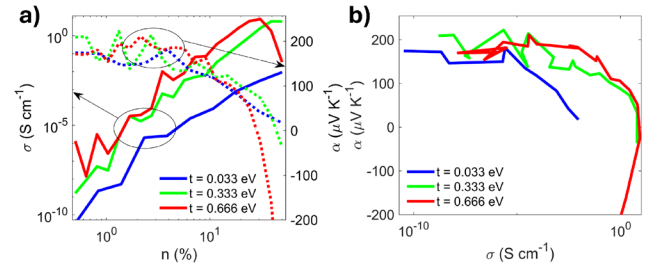 a)
σ (S cm⁻¹)
10⁰
10⁻⁵
10⁻¹⁰
t = 0.033 eV
t = 0.333 eV
t = 0.666 eV
10⁰
10¹
n (%)
200
100
0
-100
-200
α (μV K⁻¹)
b)
α (μV K⁻¹)
200
100
0
-100
-200
t = 0.033 eV
t = 0.333 eV
t = 0.666 eV
10⁻¹⁰
10⁰
σ (S cm⁻¹)